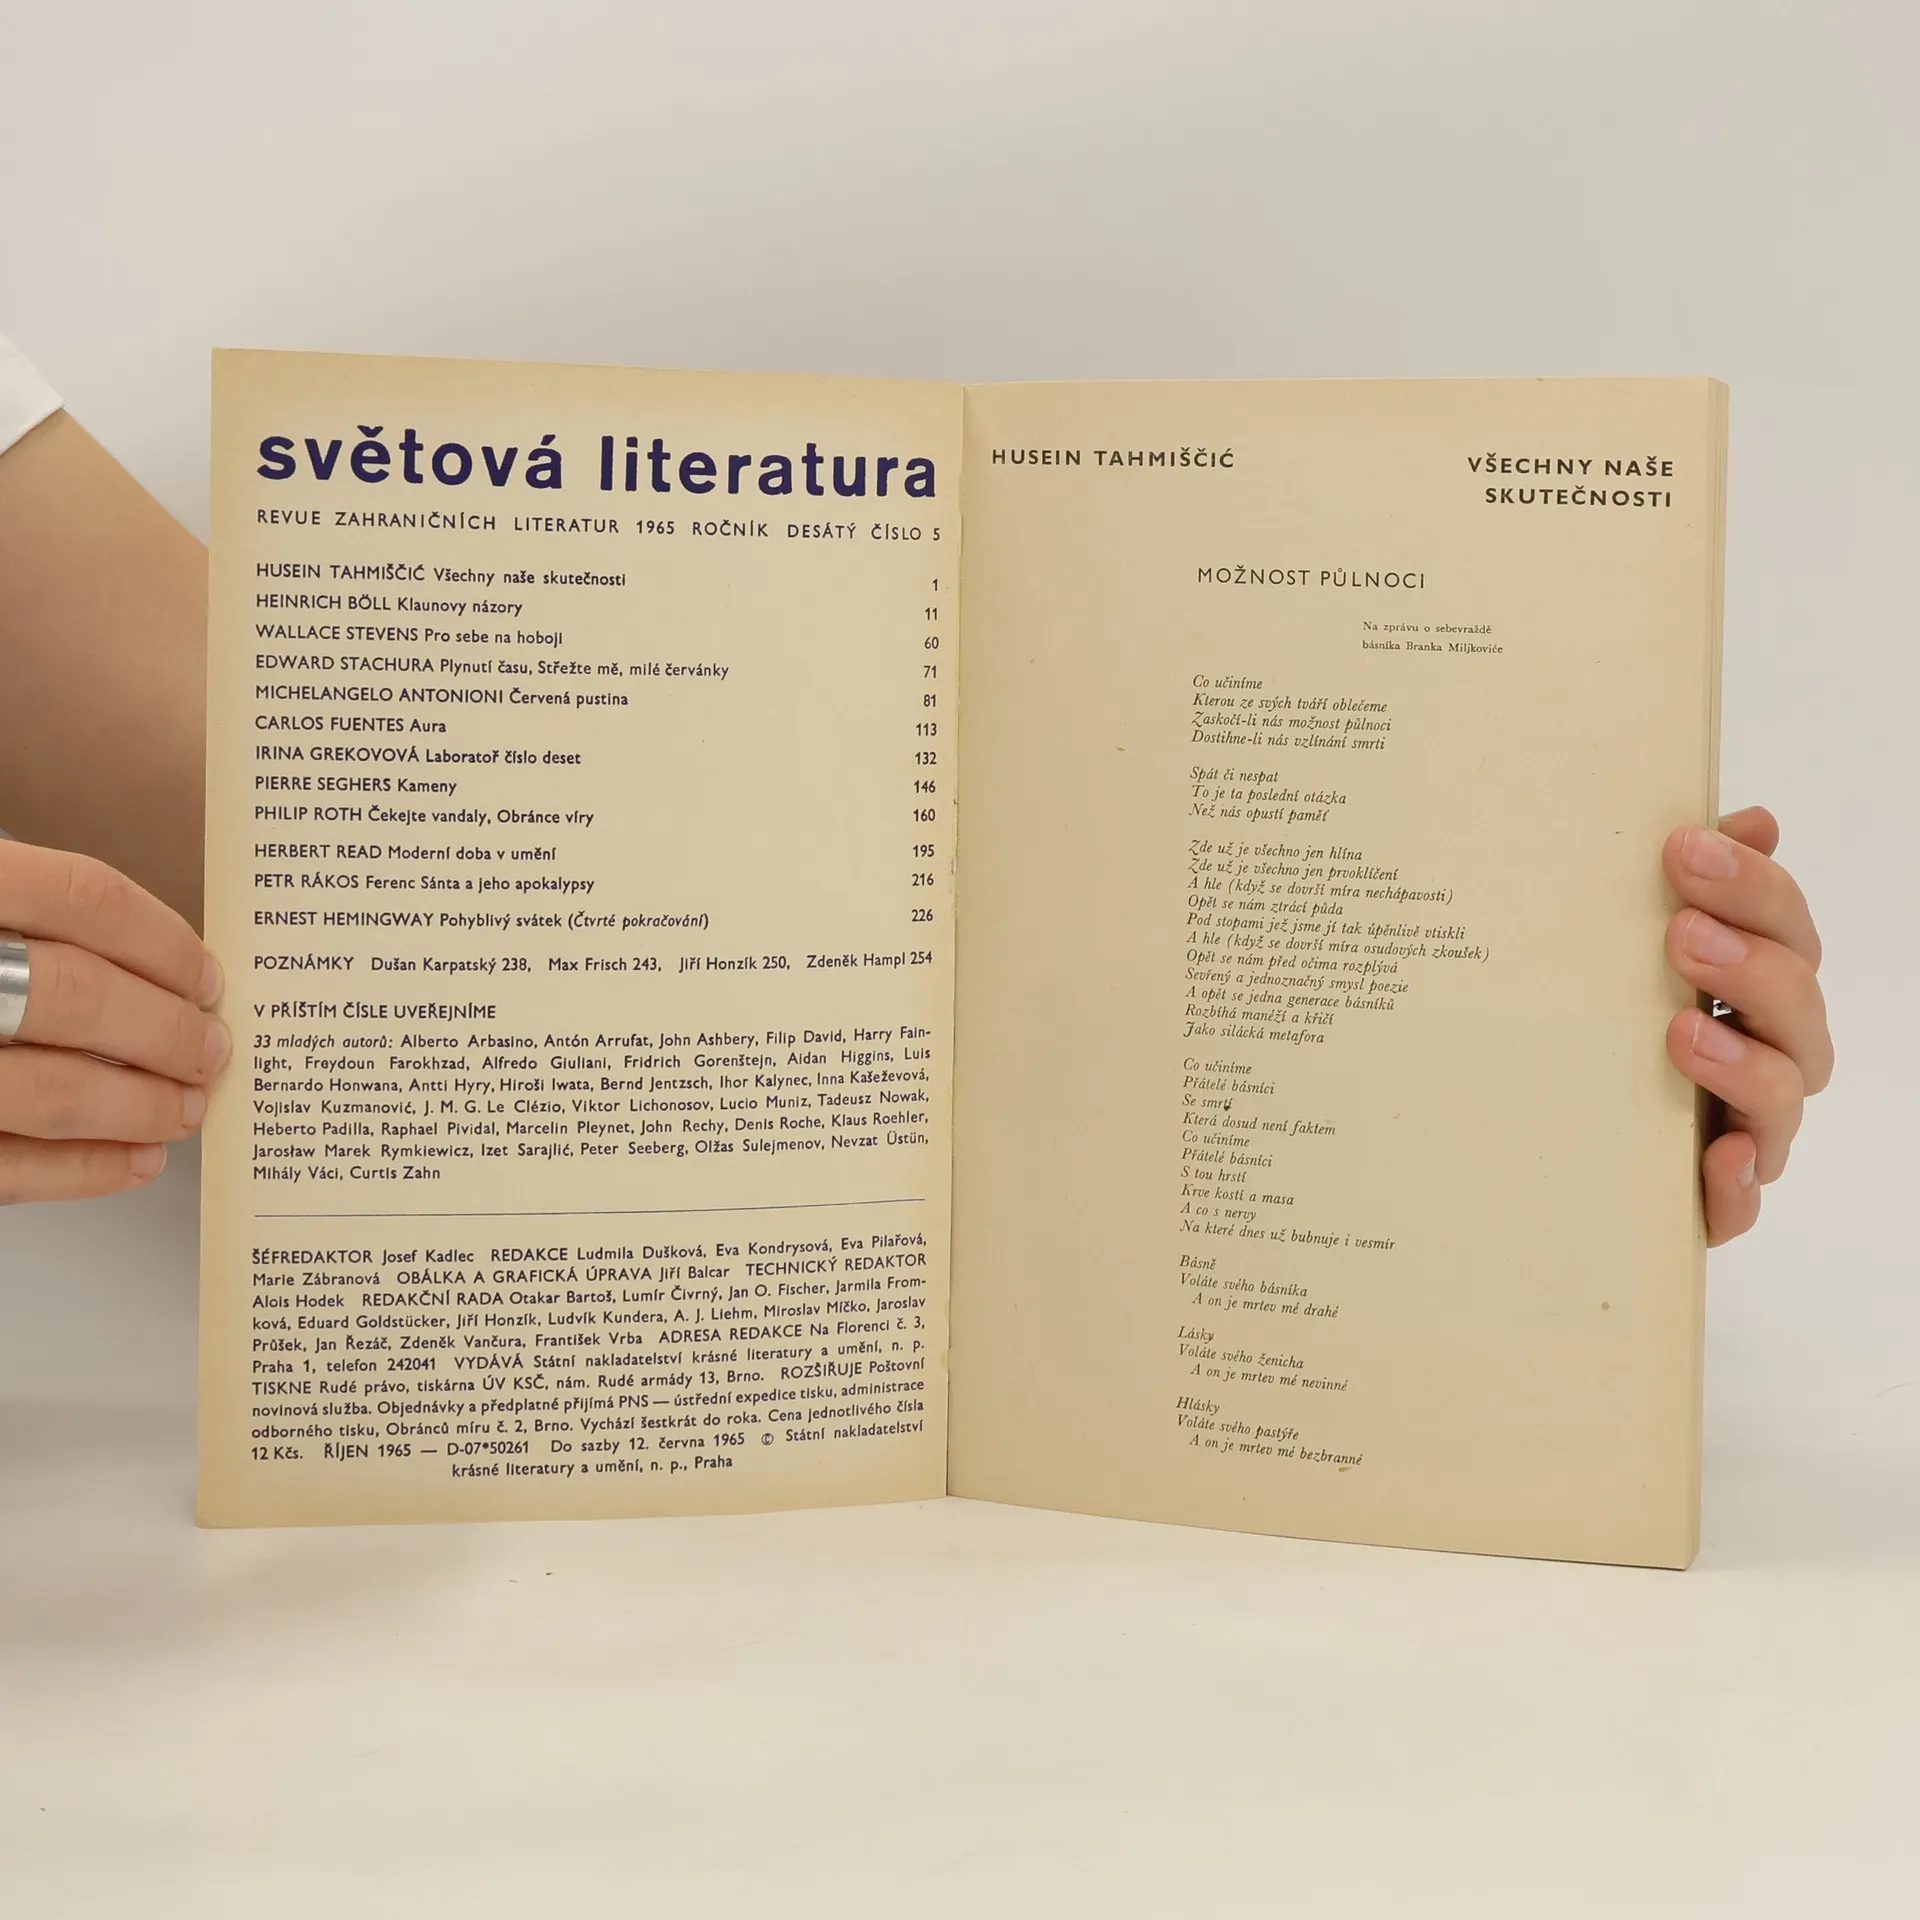 světová literatura
REVUE ZAHRANIČNÍCH LITERATUR 1965 ROČNÍK DESÁTÝ ČÍSLO 5
HUSEIN TAHMIŠČIĆ Všechny naše skutečnosti 1
HEINRICH BÖLL Klaunovy názory 11
WALLACE STEVENS Pro sebe na hoboji 60
EDWARD STACHURA Plynutí času, Střežte mě, milé červánky 71
MICHELANGELO ANTONIONI Červená pustina 81
CARLOS FUENTES Aura 113
IRINA GREKOVOVÁ Laboratoř číslo deset 132
PIERRE SEGHERS Kameny 146
PHILIP ROTH Čekejte vandaly, Obránce víry 160
HERBERT READ Moderní doba v umění 195
PETR RÁKOS Ferenc Sánta a jeho apokalypsy 216
ERNEST HEMINGWAY Pohyblivý svátek (Čtvrté pokračování) 226
POZNÁMKY Dušan Karpatský 238, Max Frisch 243, Jiří Honzík 250, Zdeněk Hampl 254
V PŘÍŠTÍM ČÍSLE UVEŘEJNÍME
33 mladých autorů: Alberto Arbasino, Antón Arrufat, John Ashbery, Filip David, Harry Fain-
light, Freydoun Farokhzad, Alfredo Giuliani, Fridrich Gorenštejn, Aidan Higgins, Luis
Bernardo Honwana, Antti Hyry, Hiroši Iwata, Bernd Jentzsch, Ihor Kalynec, Inna Kaševová,
Vojislav Kuzmanović, J. M. G. Le Clézio, Viktor Lichonosov, Lucio Muniz, Tadeusz Nowak,
Heberto Padilla, Raphael Pividal, Marcelin Pleynet, John Rechy, Denis Roche, Klaus Roehler,
Jarosław Marek Rymkiewicz, Izet Sarajlić, Peter Seeberg, Olžas Sulejmenov, Nevzat Üstün,
Mihály Váci, Curtis Zahn
ŠÉFREDAKTOR Josef Kadlec REDAKCE Ludmila Dušková, Eva Kondrysová, Eva Pilařová,
Marie Zábranová OBÁLKA A GRAFICKÁ ÚPRAVA Jiří Balcar TECHNICKÝ REDAKTOR
Alois Hodek REDAKČNÍ RADA Otakar Bartoš, Lumír Čivrný, Jan O. Fischer, Jarmila From-
ková, Eduard Goldstücker, Jiří Honzík, Ludvík Kundera, A. J. Liehm, Miroslav Míčko, Jaroslav
Průšek, Jan Řezáč, Zdeněk Vančura, František Vrba ADRESA REDAKCE Na Florenci č. 3,
Praha 1, telefon 242041 VYDÁVÁ Státní nakladatelství krásné literatury a umění, n. p.
TISKNE Rudé právo, tiskárna ÚV KSČ, nám. Rudé armády 13, Brno. ROZŠIŘUJE Poštovní
novinová služba. Objednávky a předplatné přijímá PNS — ústřední expedice tisku, administrace
odborného tisku, Obránců míru č. 2, Brno. Vychází šestkrát do roka. Cena jednotlivého čísla
12 Kčs. ŘÍJEN 1965 — D-07*50261 Do sazby 12. června 1965 © Státní nakladatelství
krásné literatury a umění, n. p., Praha
HUSEIN TAHMIŠČIĆ
VŠECHNY NAŠE
SKUTEČNOSTI
MOŽNOST PŮLNOCI
Na zprávu o sebevraždě
básníka Branka Miljkoviće
Co učiníme
Kterou ze svých tváří oblečeme
Zaskočí-li nás možnost půlnoci
Dostihne-li nás vzlínání smrti
Spát či nespat
To je ta poslední otázka
Než nás opustí paměť
Zde už je všechno jen hlína
Zde už je všechno jen prvoklíčení
A hle (když se dovrší míra nechápavosti)
Opět se nám ztrácí půda
Pod stopami jež jsme jí tak úpěnlivě vtiskli
A hle (když se dovrší míra osudových zkoušek)
Opět se nám před očima rozplývá
Sevřený a jednoznačný smysl poezie
A opět se jedna generace básníků
Rozbíhá manéží a křičí
Jako silácká metafora
Co učiníme
Přátelé básníci
Se smrtí
Která dosud není faktem
Co učiníme
Přátelé básníci
S tou hrstí
Krve kostí a masa
A co s nervy
Na které dnes už bubnuje i vesmír
Básně
Voláte svého básníka
A on je mrtev mé drahé
Lásky
Voláte svého ženicha
A on je mrtev mé nevinné
Hlásky
Voláte svého pastýře
A on je mrtev mé bezbranné